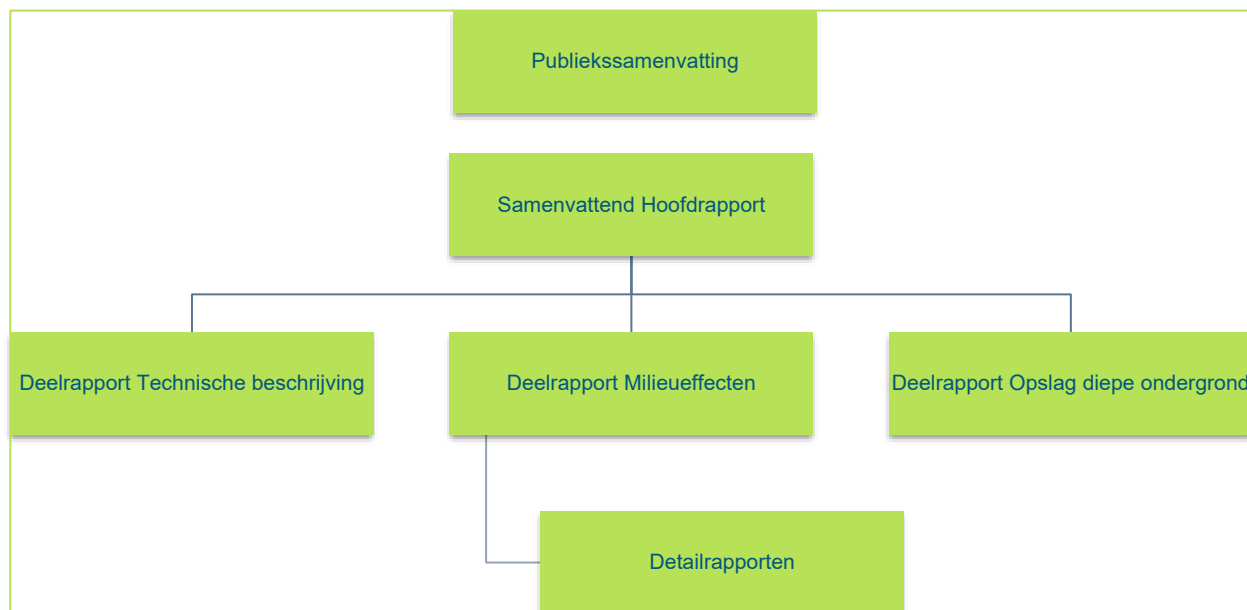 Publiekssamenvatting
Samenvattend Hoofdrapport
Deelrapport Technische beschrijving
Deelrapport Milieueffecten
Deelrapport Opslag diepe ondergrond
Detailrapporten